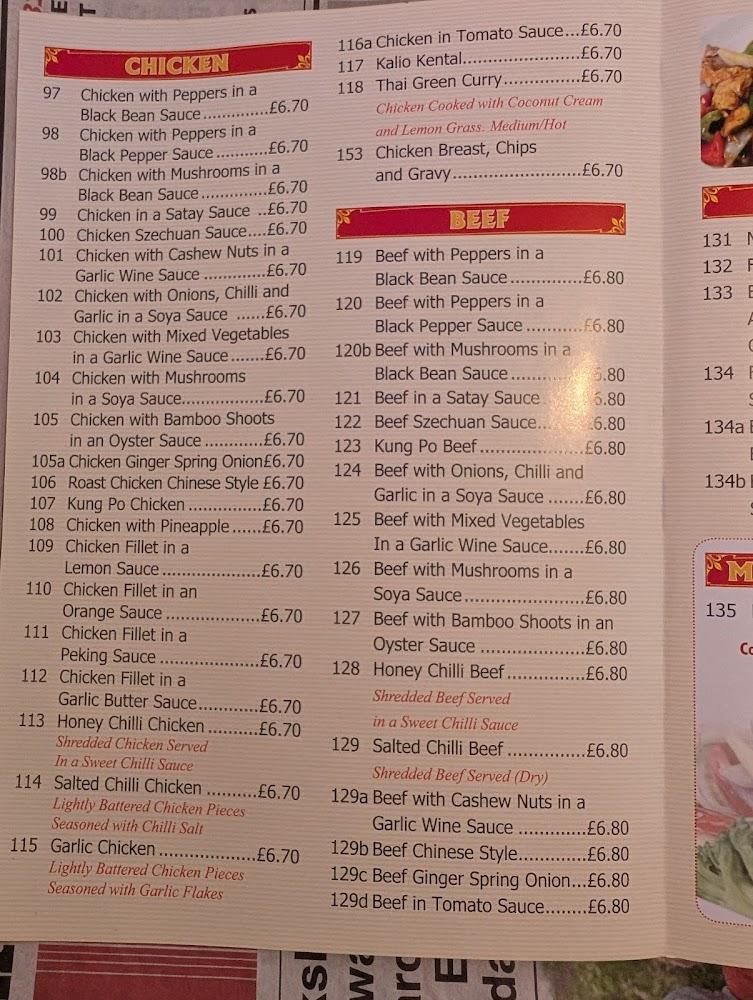 CHICKEN
97 Chicken with Peppers in a
Black Bean Sauce..............£6.70
98 Chicken with Peppers in a
Black Pepper Sauce...........£6.70
98b Chicken with Mushrooms in a
Black Bean Sauce..............£6.70
99 Chicken in a Satay Sauce ..£6.70
100 Chicken Szechuan Sauce....£6.70
101 Chicken with Cashew Nuts in a
Garlic Wine Sauce .............£6.70
102 Chicken with Onions, Chilli and
Garlic in a Soya Sauce ......£6.70
103 Chicken with Mixed Vegetables
in a Garlic Wine Sauce.......£6.70
104 Chicken with Mushrooms
in a Soya Sauce.................£6.70
105 Chicken with Bamboo Shoots
in an Oyster Sauce ............£6.70
105a Chicken Ginger Spring Onion£6.70
106 Roast Chicken Chinese Style £6.70
107 Kung Po Chicken ...............£6.70
108 Chicken with Pineapple......£6.70
109 Chicken Fillet in a
Lemon Sauce....................£6.70
110 Chicken Fillet in an
Orange Sauce ...................£6.70
111 Chicken Fillet in a
Peking Sauce ....................£6.70
112 Chicken Fillet in a
Garlic Butter Sauce............£6.70
113 Honey Chilli Chicken ..........£6.70
Shredded Chicken Served
In a Sweet Chilli Sauce
114 Salted Chilli Chicken ..........£6.70
Lightly Battered Chicken Pieces
Seasoned with Chilli Salt
115 Garlic Chicken ...................£6.70
Lightly Battered Chicken Pieces
Seasoned with Garlic Flakes
116a Chicken in Tomato Sauce...£6.70
117 Kalio Kental........................£6.70
118 Thai Green Curry................£6.70
Chicken Cooked with Coconut Cream
and Lemon Grass. Medium/Hot
153 Chicken Breast, Chips
and Gravy..........................£6.70
BEEF
119 Beef with Peppers in a
Black Bean Sauce..............£6.80
120 Beef with Peppers in a
Black Pepper Sauce...........£6.80
120b Beef with Mushrooms in a
Black Bean Sauce..............6.80
121 Beef in a Satay Sauce 6.80
122 Beef Szechuan Sauce...£6.80
123 Kung Po Beef.....................£6.80
124 Beef with Onions, Chilli and
Garlic in a Soya Sauce .......£6.80
125 Beef with Mixed Vegetables
In a Garlic Wine Sauce.......£6.80
126 Beef with Mushrooms in a
Soya Sauce........................£6.80
127 Beef with Bamboo Shoots in an
Oyster Sauce .....................£6.80
128 Honey Chilli Beef................£6.80
Shredded Beef Served
in a Sweet Chilli Sauce
129 Salted Chilli Beef ................£6.80
Shredded Beef Served (Dry)
129a Beef with Cashew Nuts in a
Garlic Wine Sauce .............£6.80
129b Beef Chinese Style..............£6.80
129c Beef Ginger Spring Onion...£6.80
129d Beef in Tomato Sauce........£6.80
131
132
133
134
134a
134b
M
135